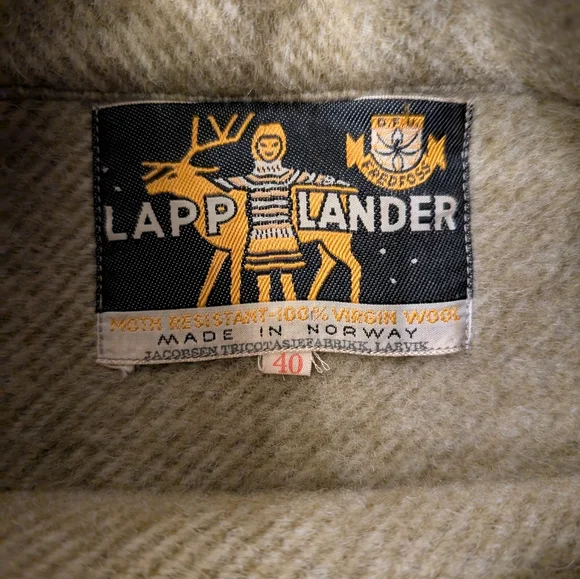 D.F.U.
FREDFOSS
LAPP LANDER
MOTH RESISTANT-100% VIRGIN WOOL
MADE IN NORWAY
JACOBSEN TRICOTASJEFABRIKK, LARVIK
40